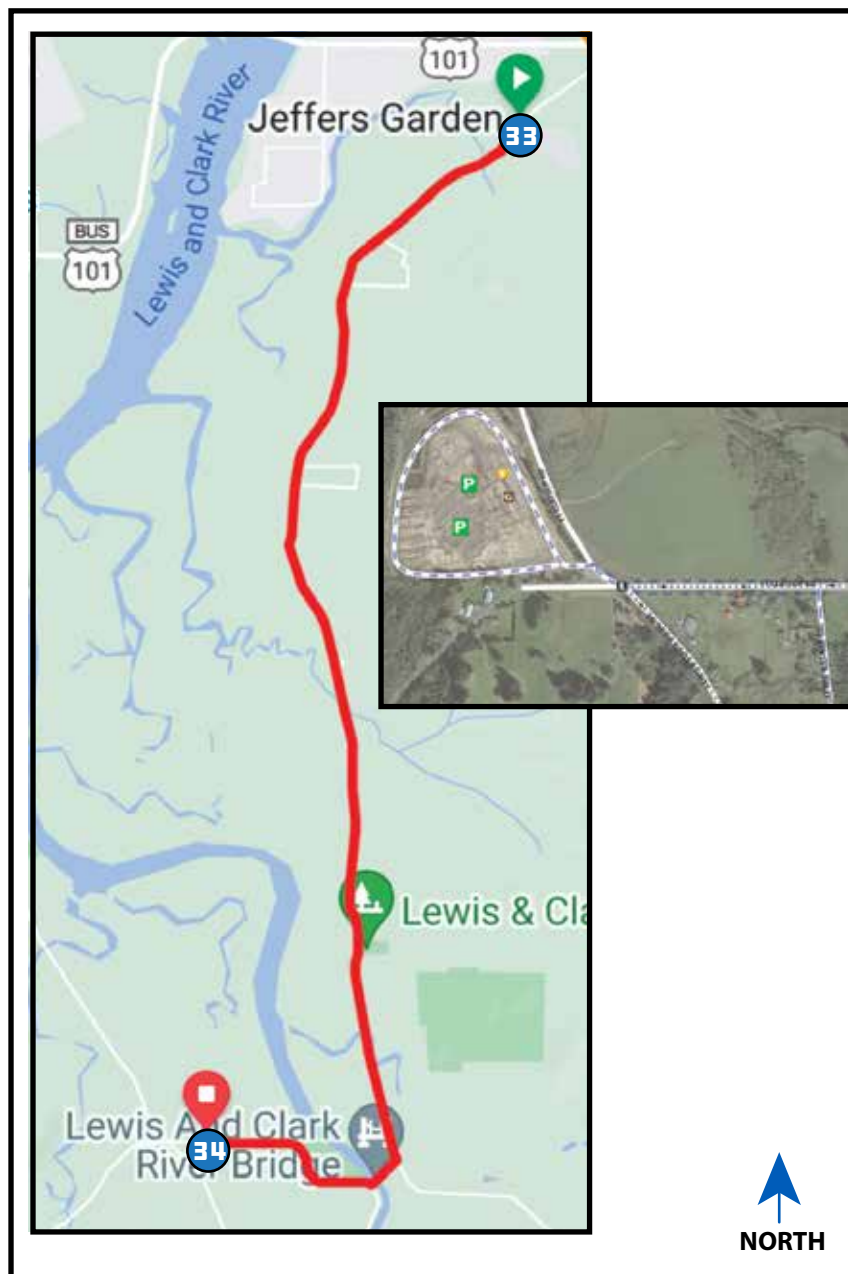 101
Jeffers Garden
33
Lewis and Clark River
BUS
101
P
P
Lewis & Cla
Lewis And Clark
River Bridge
34
NORTH